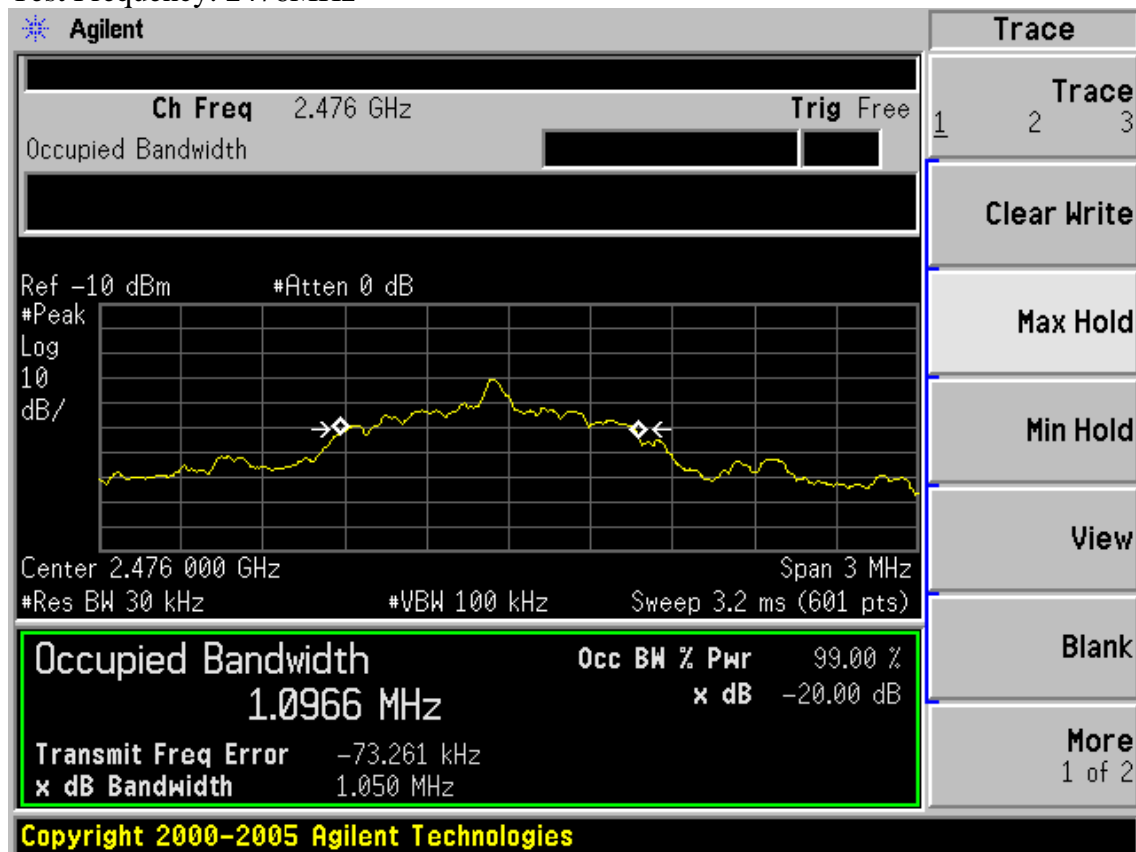 Test Frequency: 2476MHz
Agilent
Trace
Ch Freq 2.476 GHz Trig Free
Occupied Bandwidth
Trace
1 2 3
Clear Write
Max Hold
Min Hold
View
Blank
More
1 of 2
Ref -10 dBm #Atten 0 dB
#Peak
Log
10
dB/
Center 2.476 000 GHz Span 3 MHz
#Res BW 30 kHz #VBW 100 kHz Sweep 3.2 ms (601 pts)
Occupied Bandwidth Occ BW % Pwr 99.00 %
1.0966 MHz x dB -20.00 dB
Transmit Freq Error -73.261 kHz
x dB Bandwidth 1.050 MHz
Copyright 2000-2005 Agilent Technologies